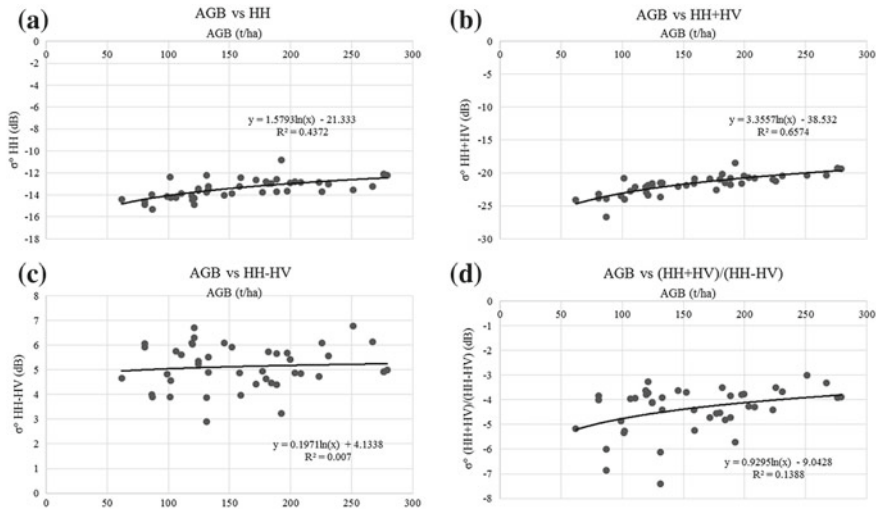 (a)
AGB vs HH
AGB (t/ha)
0 50 100 150 200 250 300
0
-2
-4
-6
-8
-10
-12
-14
-16
-18
σ° HH (dB)
y = 1.5793ln(x) - 21.333
R² = 0.4372
(b)
AGB vs HH+HV
AGB (t/ha)
0 50 100 150 200 250 300
0
-5
-10
-15
-20
-25
-30
σ° HH+HV (dB)
y = 3.3557ln(x) - 38.532
R² = 0.6574
(c)
AGB vs HH-HV
AGB (t/ha)
8
7
6
5
4
3
2
1
0
0 50 100 150 200 250 300
σ° HH-HV (dB)
y = 0.1971ln(x) + 4.1338
R² = 0.007
(d)
AGB vs (HH+HV)/(HH-HV)
AGB (t/ha)
0 50 100 150 200 250 300
0
-1
-2
-3
-4
-5
-6
-7
-8
σ° (HH+HV)/(HH-HV) (dB)
y = 0.9295ln(x) - 9.0428
R² = 0.1388